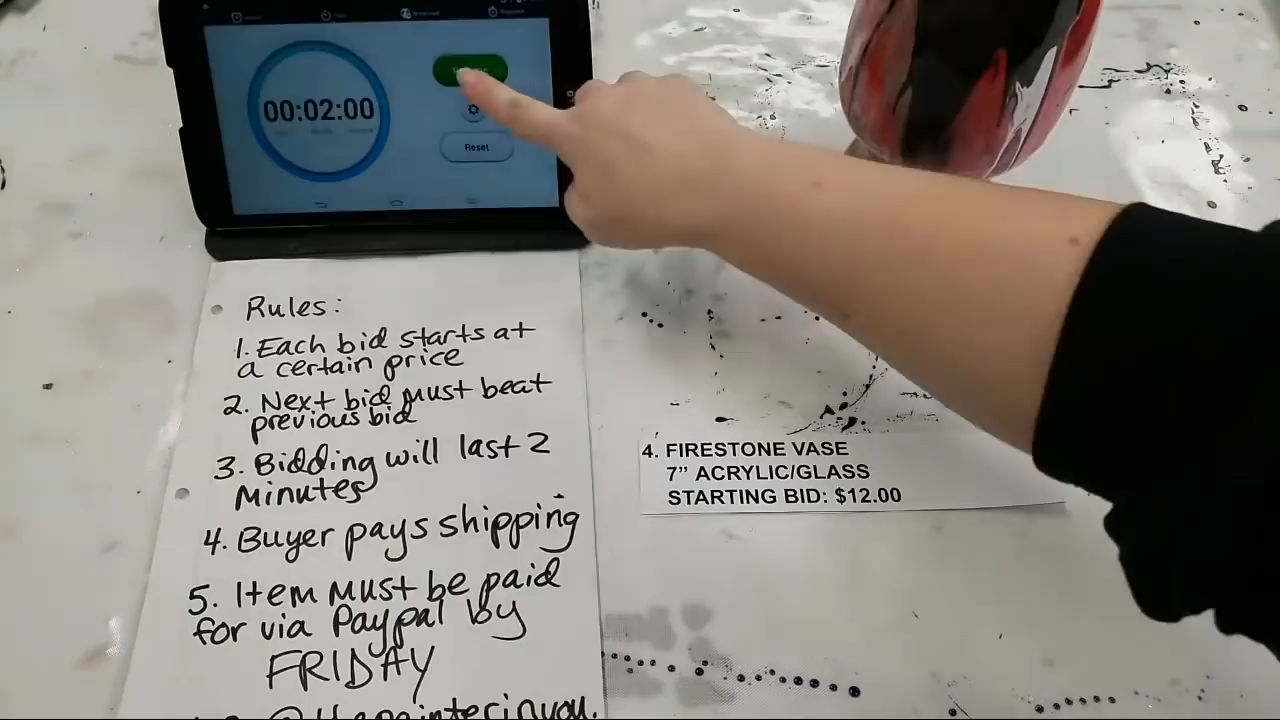 00:02:00
Reset
Rules:
1. Each bid starts at
a certain price
2. Next bid must beat
previous bid
3. Bidding will last 2
Minutes
4. Buyer pays shipping
5. Item must be paid
for via Paypal by
FRIDAY
4. FIRESTONE VASE
7” ACRYLIC/GLASS
STARTING BID: $12.00